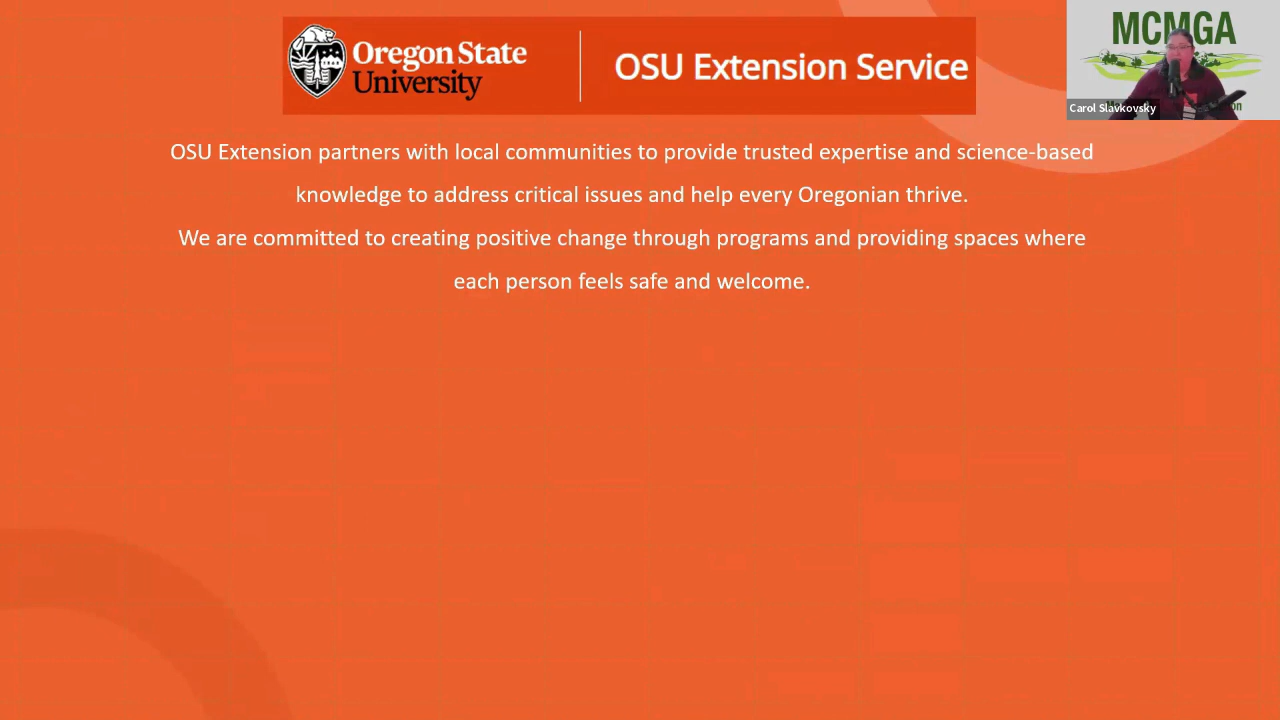 Oregon State
University
OSU Extension Service
MCMGA
Carol Slavkovsky
OSU Extension partners with local communities to provide trusted expertise and science-based
knowledge to address critical issues and help every Oregonian thrive.
We are committed to creating positive change through programs and providing spaces where
each person feels safe and welcome.